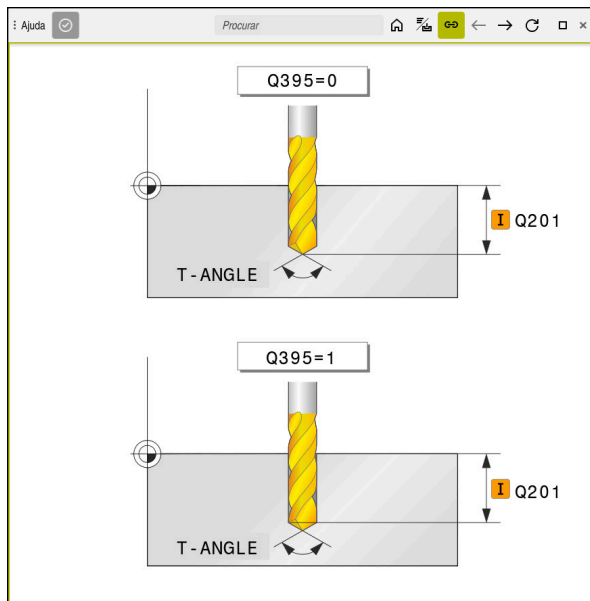 Ajuda
Procurar
Q395=0
I Q201
T-ANGLE
Q395=1
I Q201
T-ANGLE